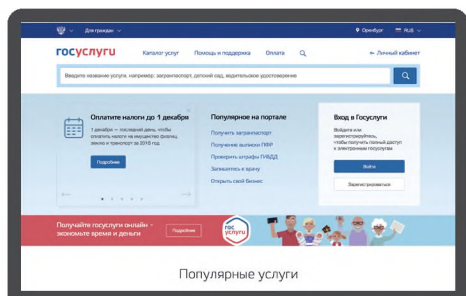 Для граждан
Оренбург RUS
госуслуги Каталог услуг Помощь и поддержка Оплата Личный кабинет
Введите название услуги, например: загранпаспорт, детский сад, водительское удостоверение
Оплатите налоги до 1 декабря
1 декабря – последний день, чтобы
оплатить налоги на имущество физлиц,
землю и транспорт за 2018 год.
Подробнее
Популярное на портале
Получить загранпаспорт
Получение выписки ПФР
Проверить штрафы ГИБДД
Запишитесь к врачу
Открыть свой бизнес
Вход в Госуслуги
Войдите или
зарегистрируйтесь,
чтобы получить полный доступ
к электронным госуслугам
Войти
Зарегистрироваться
Получайте госуслуги онлайн –
экономьте время и деньги
Подробнее
гос
услуги
Популярные услуги